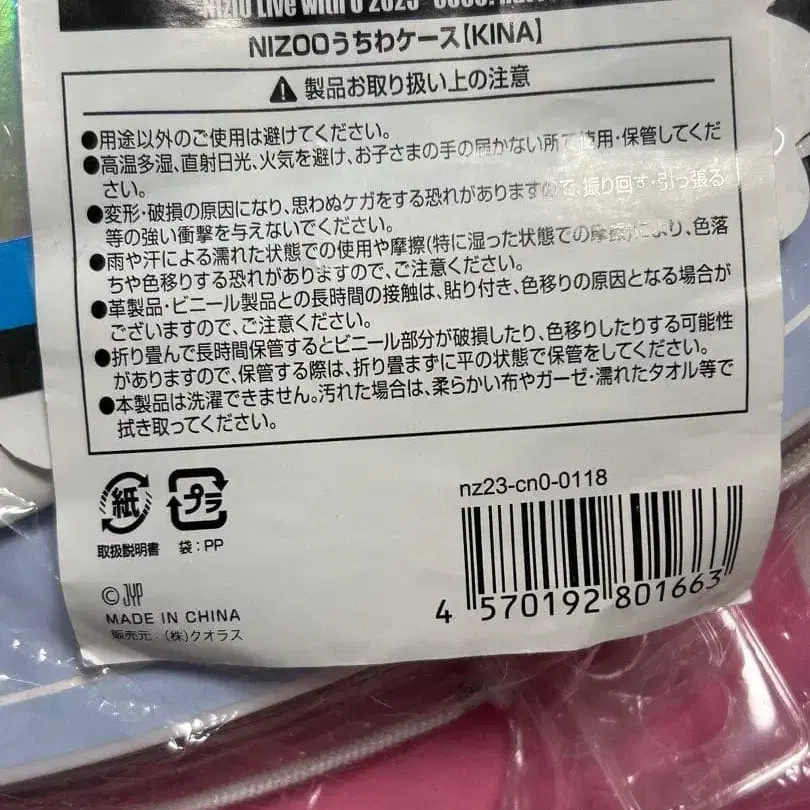 NiziU Live with U 2023
NIZOOうちわケース【KINA】
製品お取り扱い上の注意
●用途以外のご使用は避けてください。
●高温多湿、直射日光、火気を避け、お子さまの手の届かない所で使用・保管してくだ
さい。
●変形・破損の原因になり、思わぬケガをする恐れがありますので、振り回す・引っ張る
等の強い衝撃を与えないでください。
●雨や汗による濡れた状態での使用や摩擦(特に湿った状態での摩擦)により、色落
ちや色移りする恐れがありますので、ご注意ください。
●革製品・ビニール製品との長時間の接触は、貼り付き、色移りの原因となる場合が
ございますので、ご注意ください。
●折り畳んで長時間保管するとビニール部分が破損したり、色移りしたりする可能性
がありますので、保管する際は、折り畳まずに平の状態で保管をしてください。
●本製品は洗濯できません。汚れた場合は、柔らかい布やガーゼ・濡れたタオル等で
拭き取ってください。
紙 プラ
取扱説明書 袋:PP
nz23-cn0-0118
4 570192 801663
© JYP
MADE IN CHINA
販売元:(株)クオラス